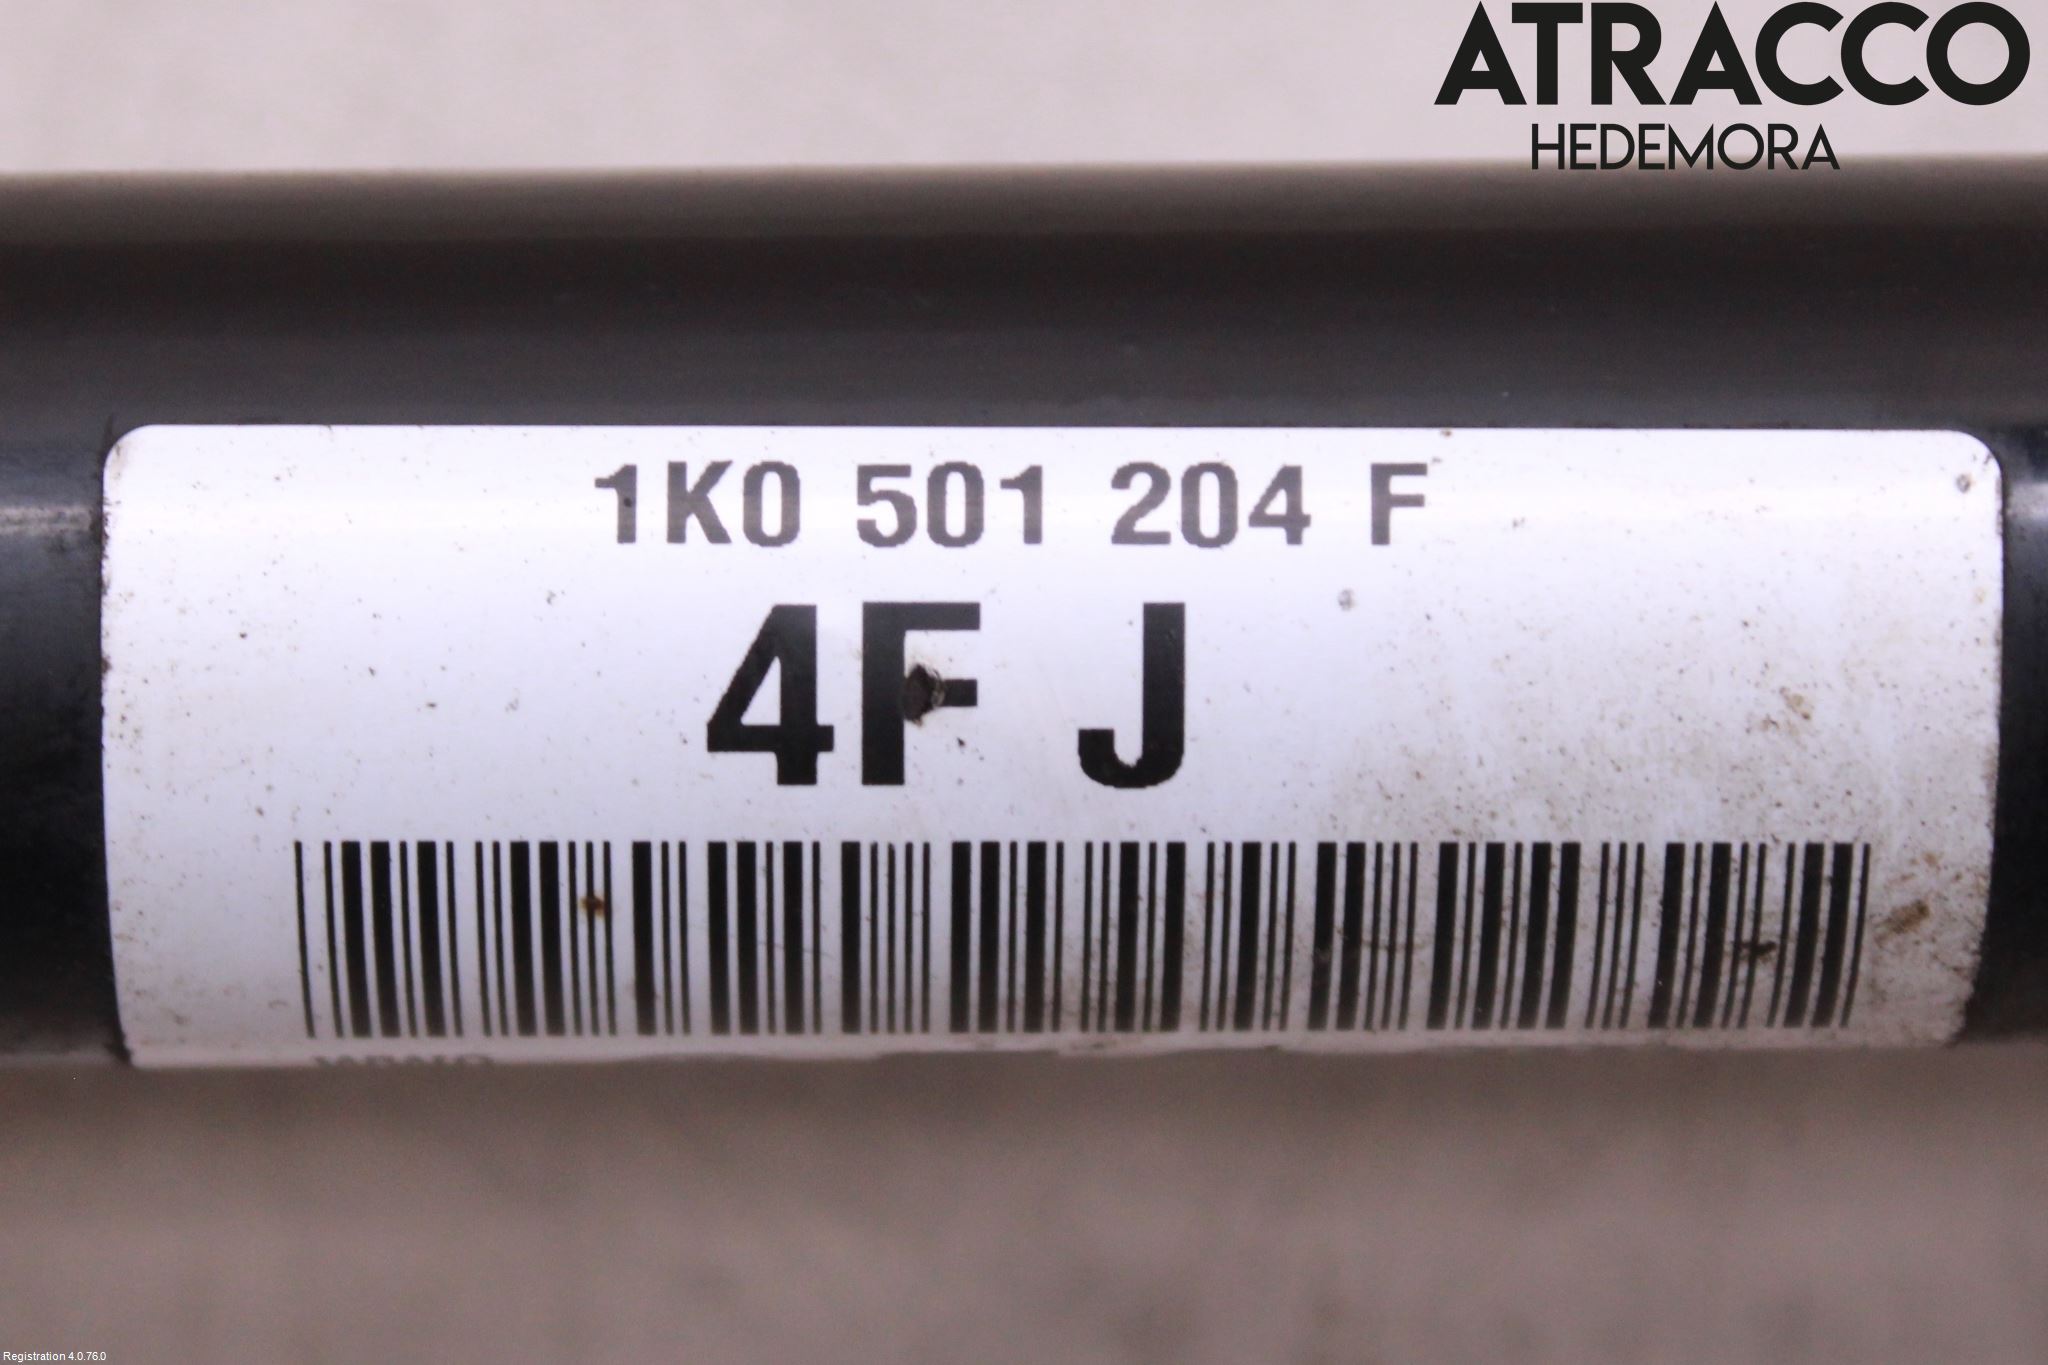 ATRACCO
HEDEMORA
1K0 501 204 F
4F J
Registration 4.0.76.0